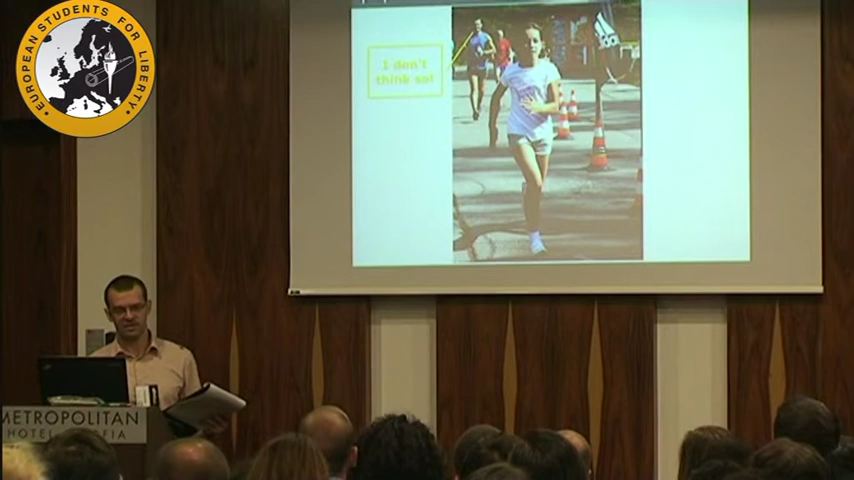 EUROPEAN STUDENTS FOR LIBERTY
I don't
think so!
METROPOLITAN
HOTEL SOFIA